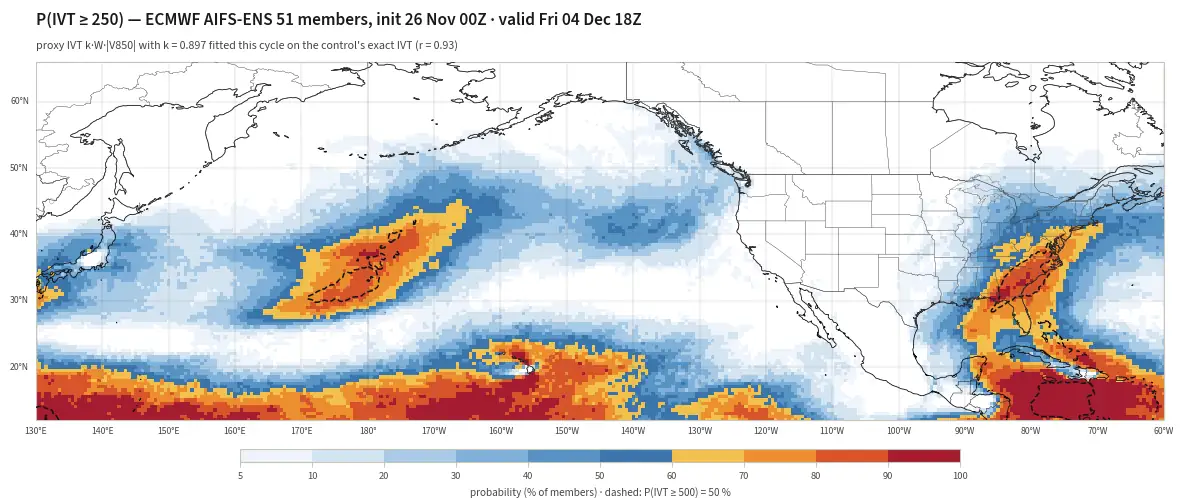 P(IVT ≥ 250) — ECMWF AIFS-ENS 51 members, init 26 Nov 00Z · valid Fri 04 Dec 18Z
proxy IVT k·W·|V850| with k = 0.897 fitted this cycle on the control's exact IVT (r = 0.93)
60°N
50°N
40°N
30°N
20°N
130°E 140°E 150°E 160°E 170°E 180° 170°W 160°W 150°W 140°W 130°W 120°W 110°W 100°W 90°W 80°W 70°W 60°W
5 10 20 30 40 50 60 70 80 90 100
probability (% of members) · dashed: P(IVT ≥ 500) = 50 %